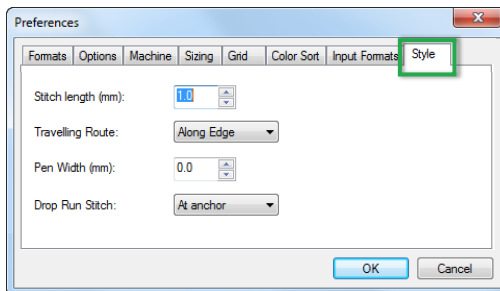 Preferences
Formats Options Machine Sizing Grid Color Sort Input Formats Style
Stitch length (mm): 1.0
Travelling Route: Along Edge
Pen Width (mm): 0.0
Drop Run Stitch: At anchor
OK Cancel